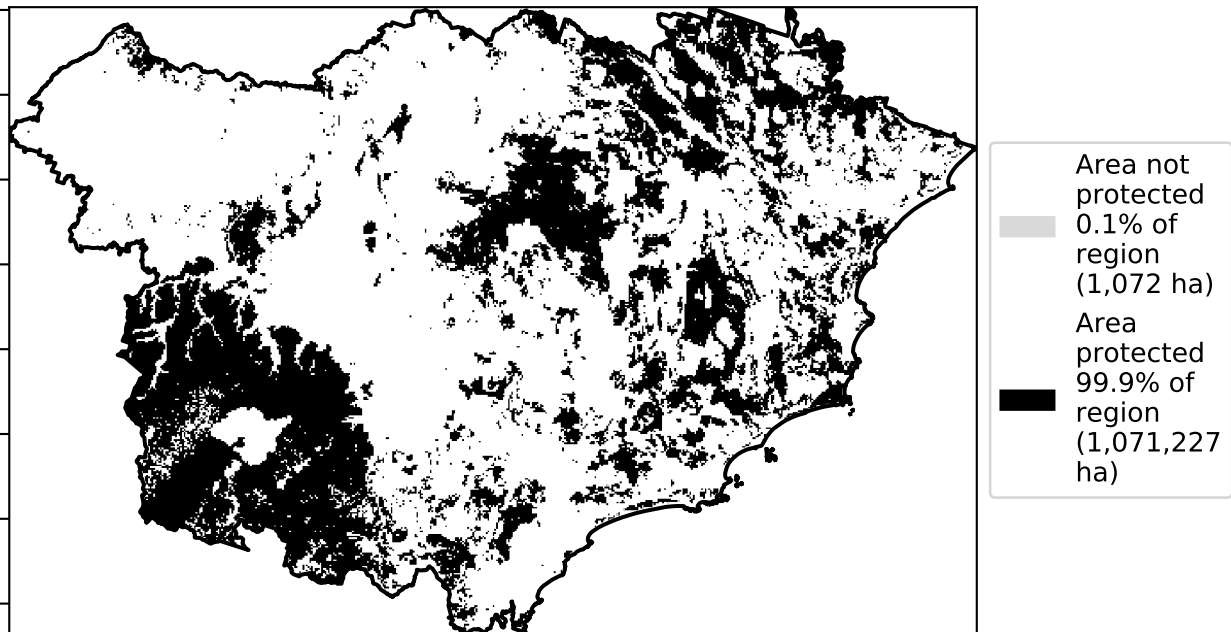 Area not
protected
0.1% of
region
(1,072 ha)
Area
protected
99.9% of
region
(1,071,227
ha)